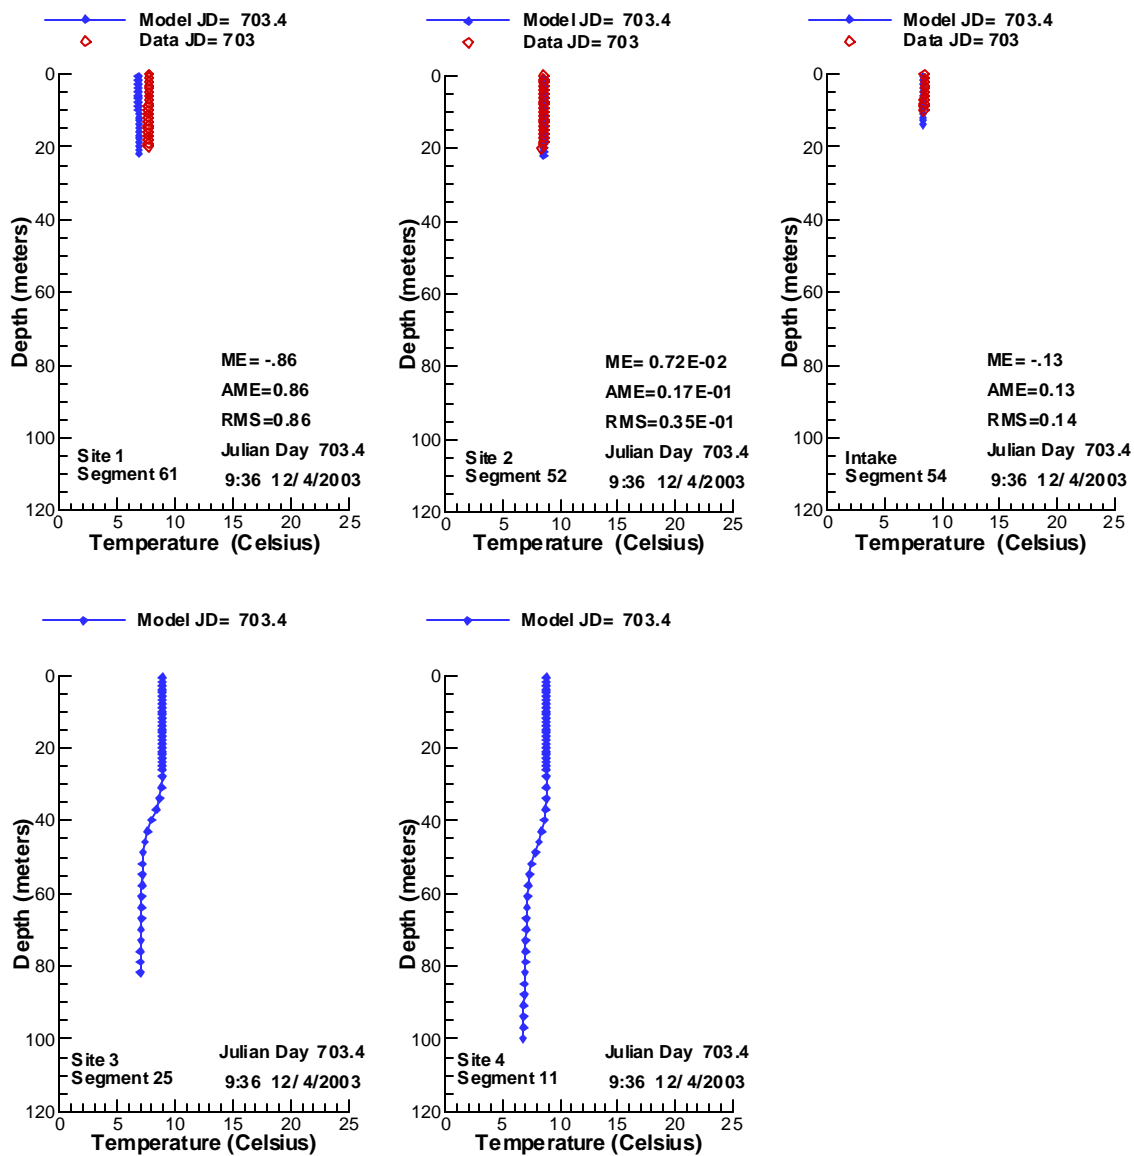 Model JD= 703.4
Data JD= 703
0
20
40
60
80
100
120
Depth (meters)
ME= -.86
AME=0.86
RMS=0.86
Julian Day 703.4
9:36 12/4/2003
Site 1
Segment 61
0 5 10 15 20 25
Temperature (Celsius)
Model JD= 703.4
Data JD= 703
0
20
40
60
80
100
120
Depth (meters)
ME= 0.72E-02
AME=0.17E-01
RMS=0.35E-01
Julian Day 703.4
9:36 12/4/2003
Site 2
Segment 52
0 5 10 15 20 25
Temperature (Celsius)
Model JD= 703.4
Data JD= 703
0
20
40
60
80
100
120
Depth (meters)
ME= -.13
AME=0.13
RMS=0.14
Julian Day 703.4
9:36 12/4/2003
Intake
Segment 54
0 5 10 15 20 25
Temperature (Celsius)
Model JD= 703.4
0
20
40
60
80
100
120
Depth (meters)
Julian Day 703.4
9:36 12/4/2003
Site 3
Segment 25
0 5 10 15 20 25
Temperature (Celsius)
Model JD= 703.4
0
20
40
60
80
100
120
Depth (meters)
Julian Day 703.4
9:36 12/4/2003
Site 4
Segment 11
0 5 10 15 20 25
Temperature (Celsius)